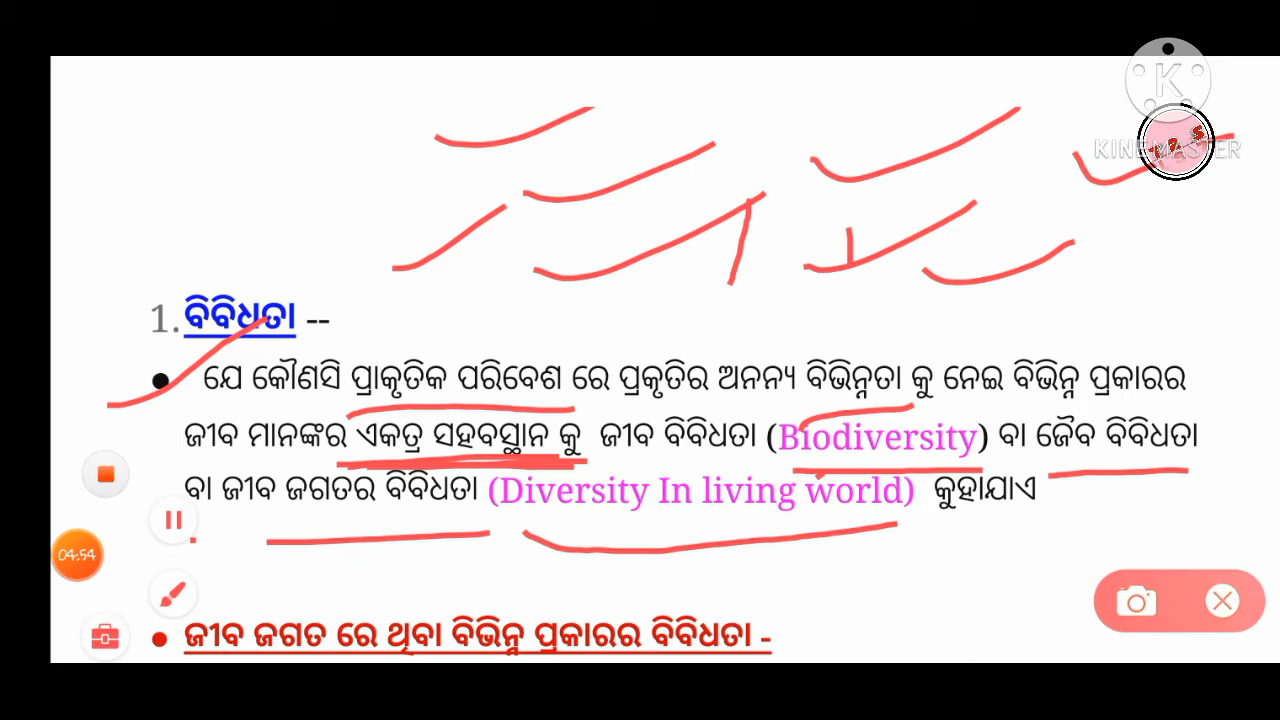 K
KINEMASTER
1. ବିବିଧତା --
ଯେ କୌଣସି ପ୍ରାକୃତିକ ପରିବେଶ ରେ ପ୍ରକୃତିର ଅନନ୍ୟ ବିଭିନ୍ନତା କୁ ନେଇ ବିଭିନ୍ନ ପ୍ରକାରର
ଜୀବ ମାନଙ୍କର ଏକତ୍ର ସହବସ୍ଥାନ କୁ ଜୀବ ବିବିଧତା (Biodiversity) ବା ଜୈବ ବିବିଧତା
ବା ଜୀବ ଜଗତର ବିବିଧତା (Diversity In living world) କୁହାଯାଏ
04:54
ଜୀବ ଜଗତ ରେ ଥିବା ବିଭିନ୍ନ ପ୍ରକାରର ବିବିଧତା -